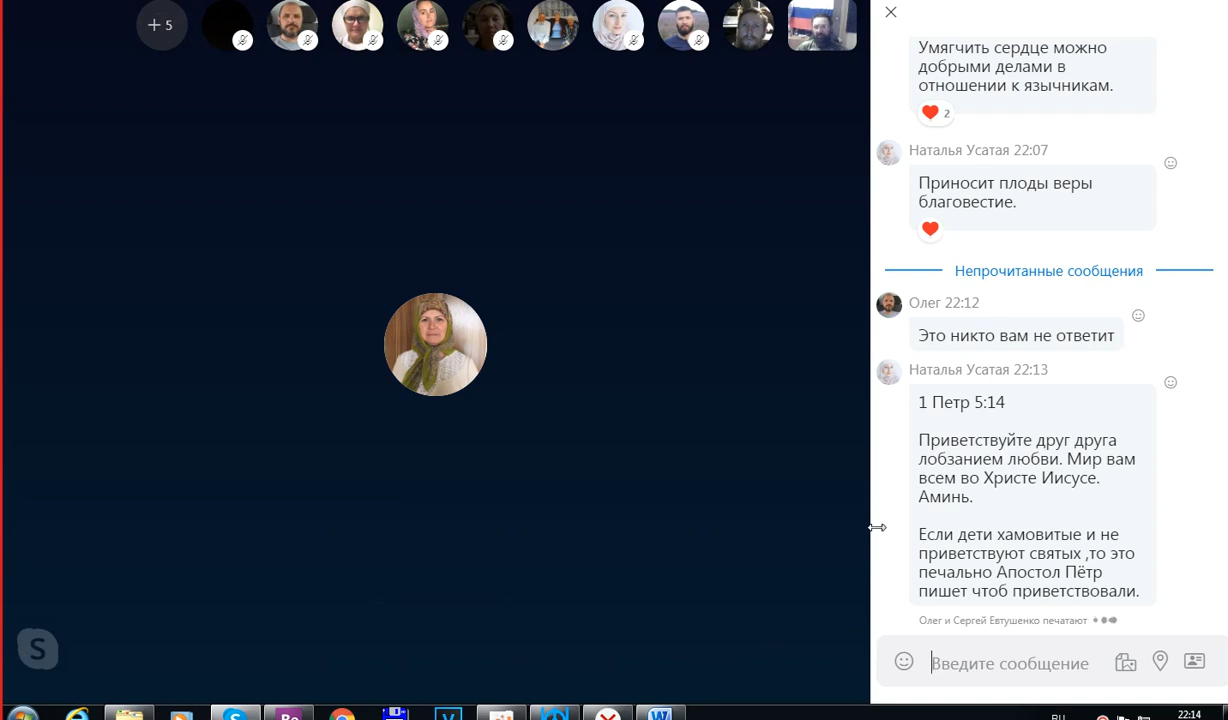 + 5
Умягчить сердце можно
добрыми делами в
отношении к язычникам.
2
Наталья Усатая 22:07
Приносит плоды веры
благовестие.
Непрочитанные сообщения
Олег 22:12
Это никто вам не ответит
Наталья Усатая 22:13
1 Петр 5:14
Приветствуйте друг друга
лобзанием любви. Мир вам
всем во Христе Иисусе.
Аминь.
Если дети хамовитые и не
приветствуют святых ,то это
печально Апостол Пётр
пишет чтоб приветствовали.
Олег и Сергей Евтушенко печатают
Введите сообщение
S
Be
V
W
RU
22:14